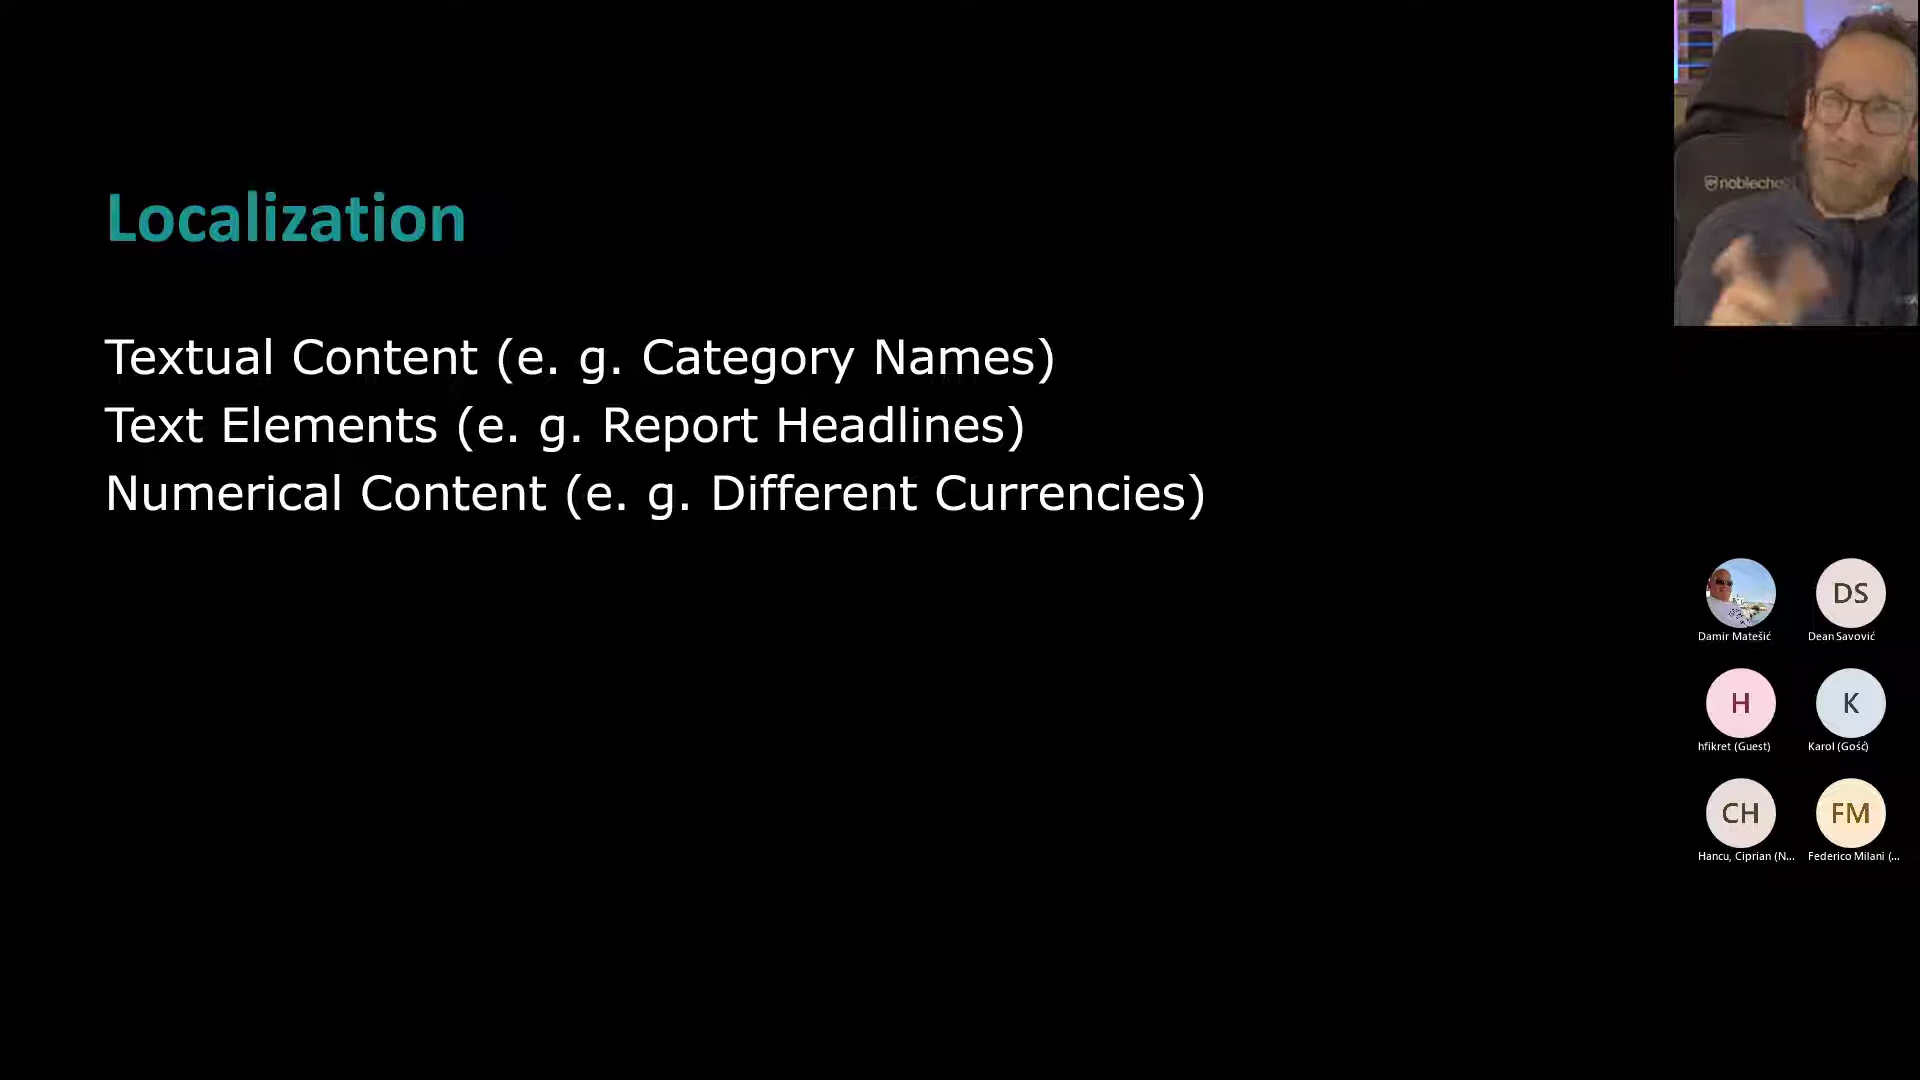 Localization
Textual Content (e. g. Category Names)
Text Elements (e. g. Report Headlines)
Numerical Content (e. g. Different Currencies)
noblecha
Damir Matešić
DS
Dean Savović
H
hfikret (Guest)
K
Karol (Gość)
CH
Hancu, Ciprian (N...
FM
Federico Milani (...